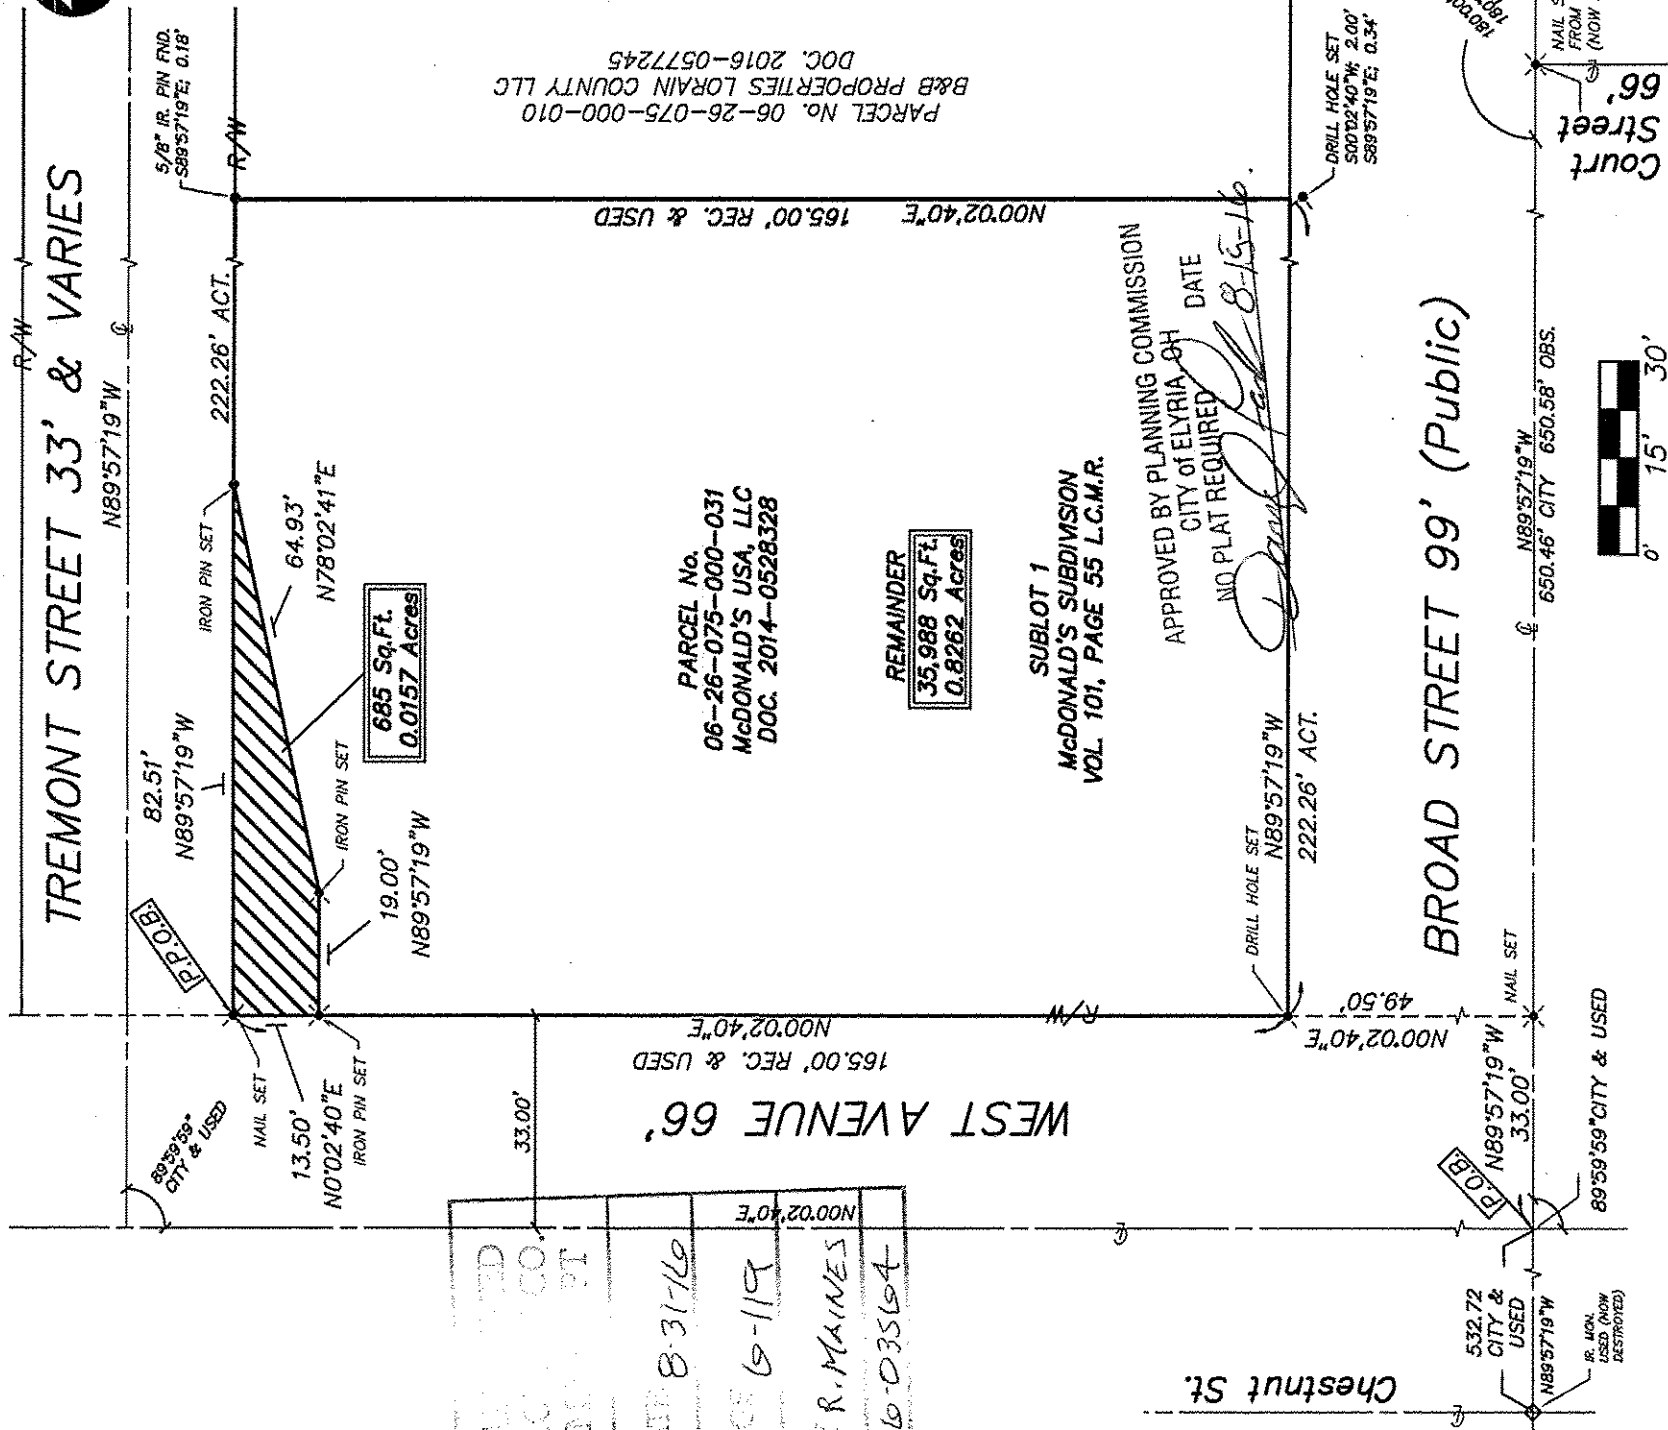 R/W
TREMONT STREET 33' & VARIES
N89°57'19"W
℄
5/8" IR. PIN FND.
S89°57'19"E; 0.18'
R/W
82.51'
N89°57'19"W
222.26' ACT.
P.P.O.B.
IRON PIN SET
64.93'
N78°02'41"E
685 Sq.Ft.
0.0157 Acres
IRON PIN SET
19.00'
N89°57'19"W
NAIL SET
13.50'
N0°02'40"E
IRON PIN SET
89°59'59"
CITY & USED
PARCEL No. 06-26-075-000-010
B&B PROPOERTIES LORAIN COUNTY LLC
DOC. 2016-0577245
N00°02'40"E 165.00' REC. & USED
PARCEL No.
06-26-075-000-031
McDONALD'S USA, LLC
DOC. 2014-0528328
REMAINDER
35,988 Sq.Ft.
0.8262 Acres
SUBLOT 1
McDONALD'S SUBDIVISION
VOL. 101, PAGE 55 L.C.M.R.
APPROVED BY PLANNING COMMISSION
CITY of ELYRIA, OH DATE
NO PLAT REQUIRED
8-15-16.
DRILL HOLE SET
S00°02'40"W; 2.00'
S89°57'19"E; 0.34'
33.00'
N00°02'40"E
165.00' REC. & USED
R/W
WEST AVENUE 66'
N00°02'40"E
8-31-16
R. MAINES
DRILL HOLE SET
N89°57'19"W
222.26' ACT.
N00°02'40"E
49.50'
BROAD STREET 99' (Public)
NAIL SET
N89°57'19"W
33.00'
P.O.B.
89°59'59" CITY & USED
℄
N89°57'19"W
650.46' CITY 650.58' OBS.
0' 15' 30'
Court
Street
66'
NAIL
FROM
(NOW
532.72
CITY &
USED
N89°57'19"W
IR. MON.
USED (NOW
DESTROYED)
Chestnut St.